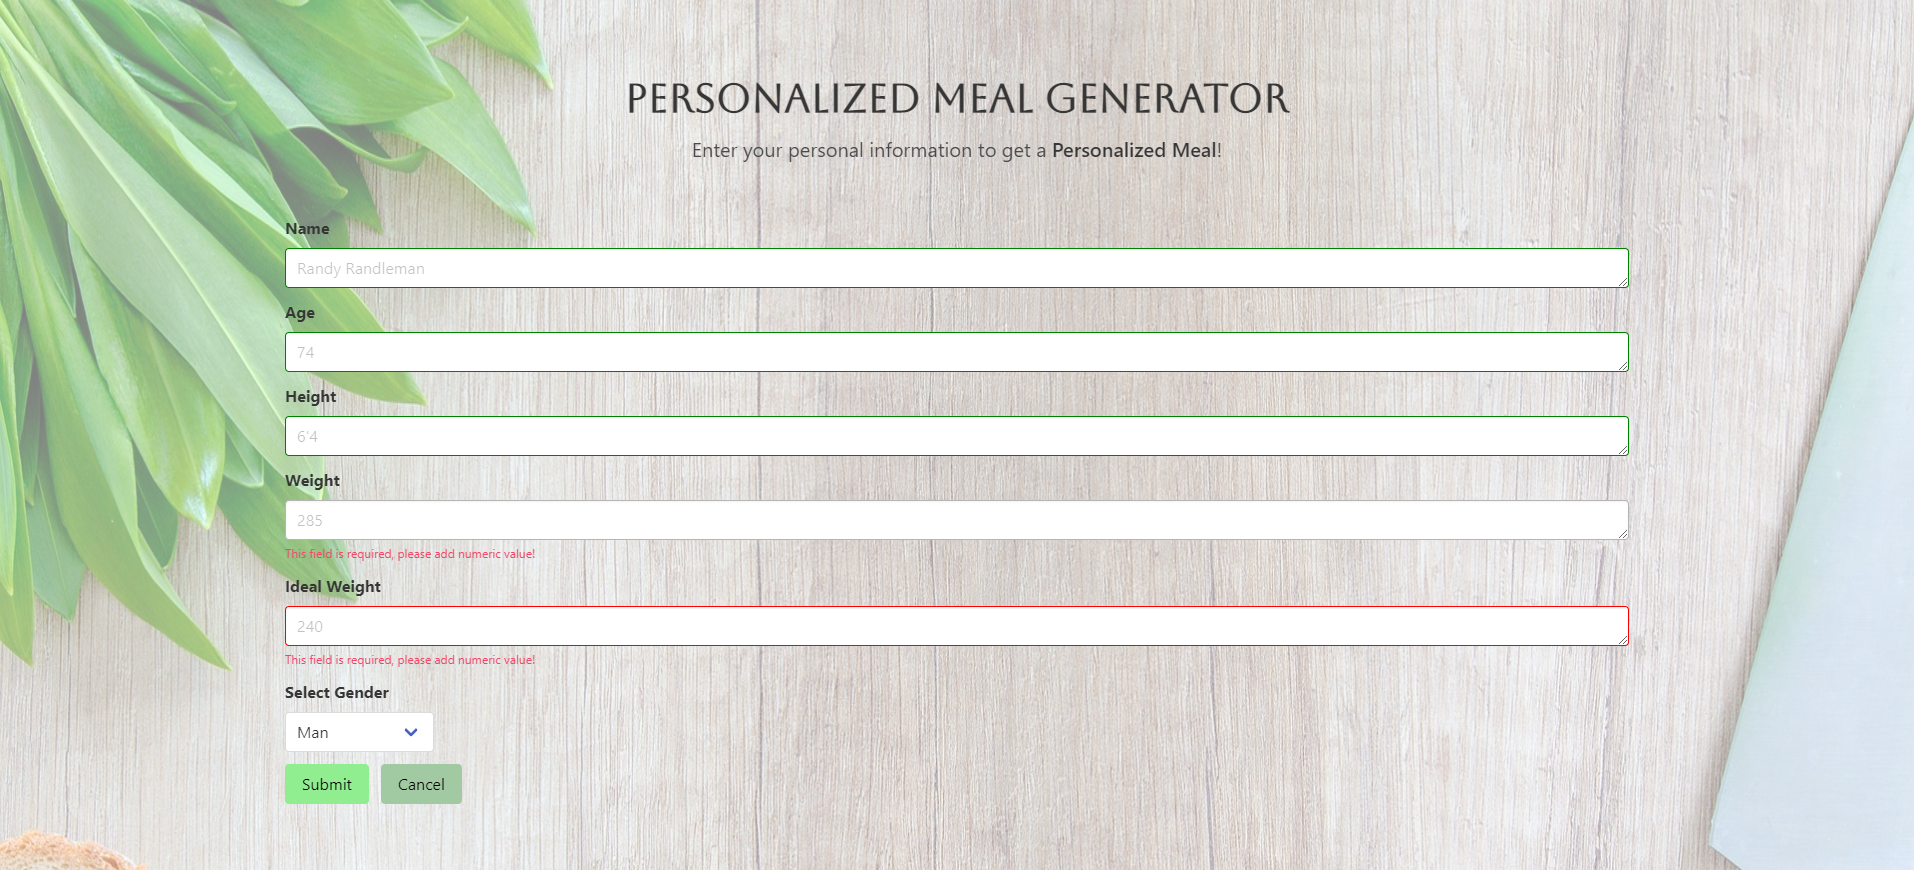 PERSONALIZED MEAL GENERATOR
Enter your personal information to get a Personalized Meal!
Name
Randy Randleman
Age
74
Height
6'4
Weight
285
This field is required, please add numeric value!
Ideal Weight
240
This field is required, please add numeric value!
Select Gender
Man
Submit Cancel